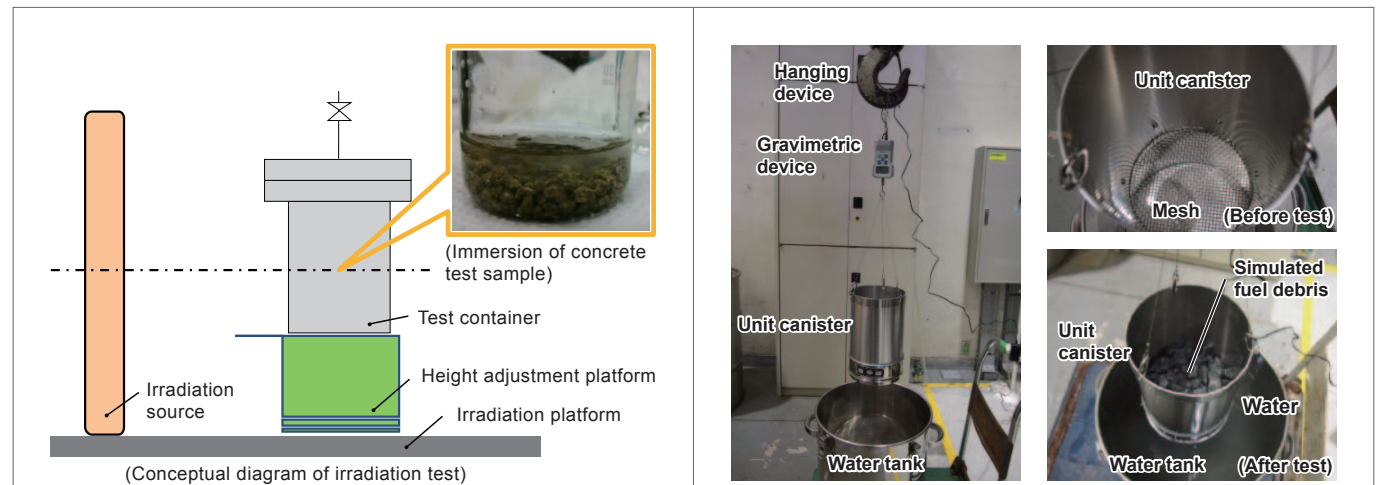 (Immersion of concrete
test sample)
Test container
Height adjustment platform
Irradiation
source
Irradiation platform
(Conceptual diagram of irradiation test)
Hanging
device
Gravimetric
device
Unit canister
Water tank
Unit canister
Mesh
(Before test)
Simulated
fuel debris
Unit
canister
Water
Water tank
(After test)